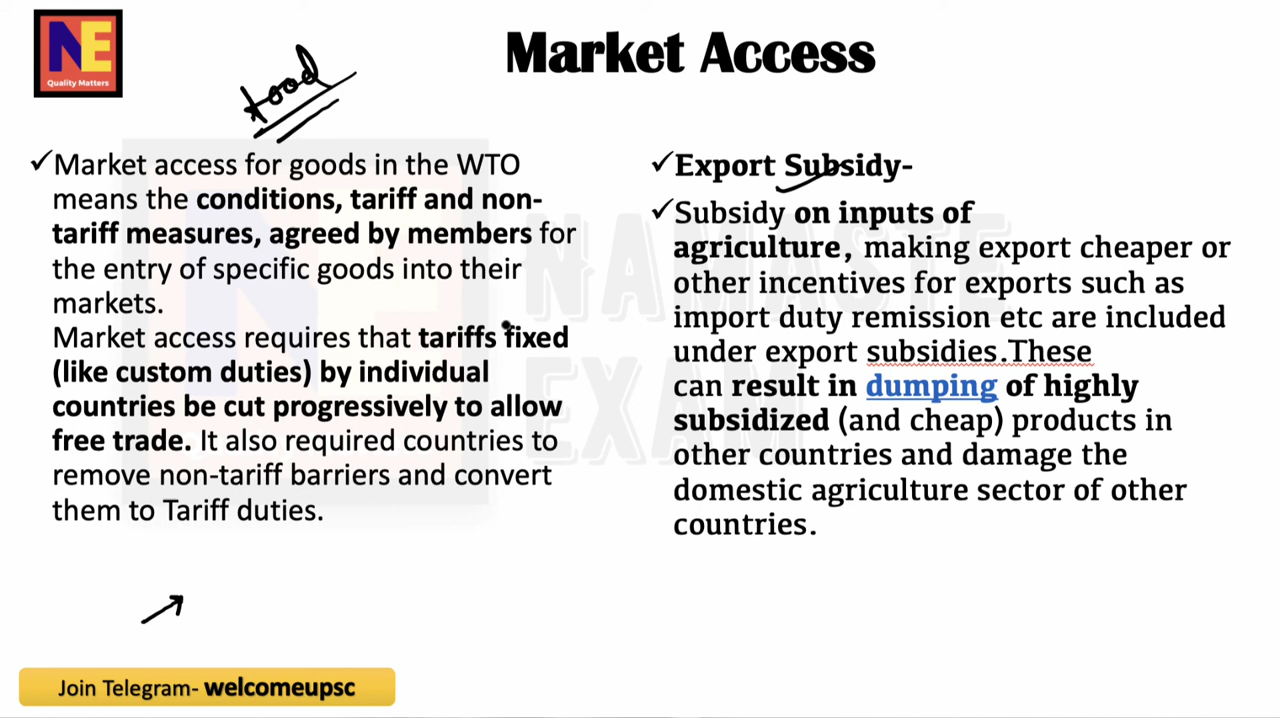 NE
Quality Matters
Market Access
food
✓Market access for goods in the WTO
means the conditions, tariff and non-
tariff measures, agreed by members for
the entry of specific goods into their
markets.
Market access requires that tariffs fixed
(like custom duties) by individual
countries be cut progressively to allow
free trade. It also required countries to
remove non-tariff barriers and convert
them to Tariff duties.
✓Export Subsidy-
✓Subsidy on inputs of
agriculture, making export cheaper or
other incentives for exports such as
import duty remission etc are included
under export subsidies.These
can result in dumping of highly
subsidized (and cheap) products in
other countries and damage the
domestic agriculture sector of other
countries.
NAMASTE
EXAM
Join Telegram- welcomeupsc